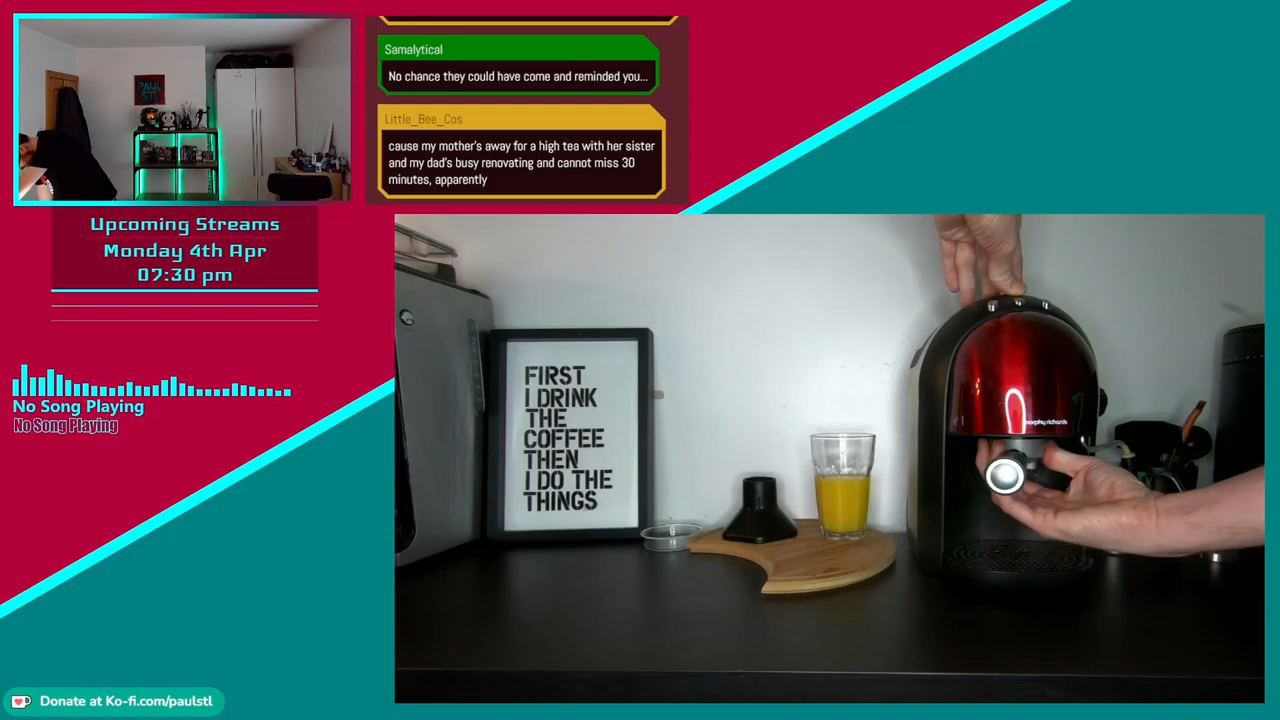 PAUL
Samalytical
No chance they could have come and reminded you...
Little_Bee_Cos
cause my mother's away for a high tea with her sister
and my dad's busy renovating and cannot miss 30
minutes, apparently
Upcoming Streams
Monday 4th Apr
07:30 pm
No Song Playing
No Song Playing
FIRST
I DRINK
THE
COFFEE
THEN
I DO THE
THINGS
morphy richards
Donate at Ko-fi.com/paulstl